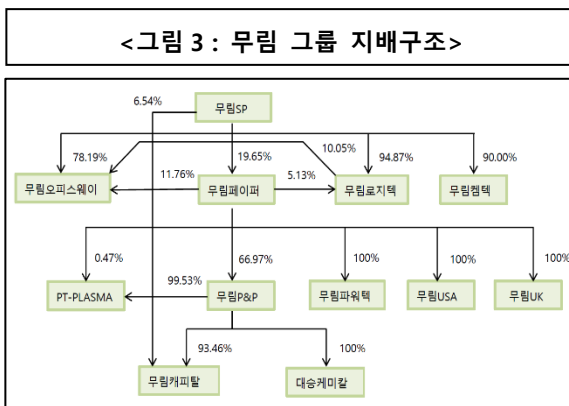 <그림 3 : 무림 그룹 지배구조>
6.54%
무림SP
78.19%
19.65%
10.05%
94.87%
90.00%
무림오피스웨이
11.76%
무림페이퍼
5.13%
무림로지텍
무림켐텍
0.47%
66.97%
100%
100%
100%
PT-PLASMA
99.53%
무림P&P
무림파워텍
무림USA
무림UK
93.46%
100%
무림캐피탈
대승케미칼